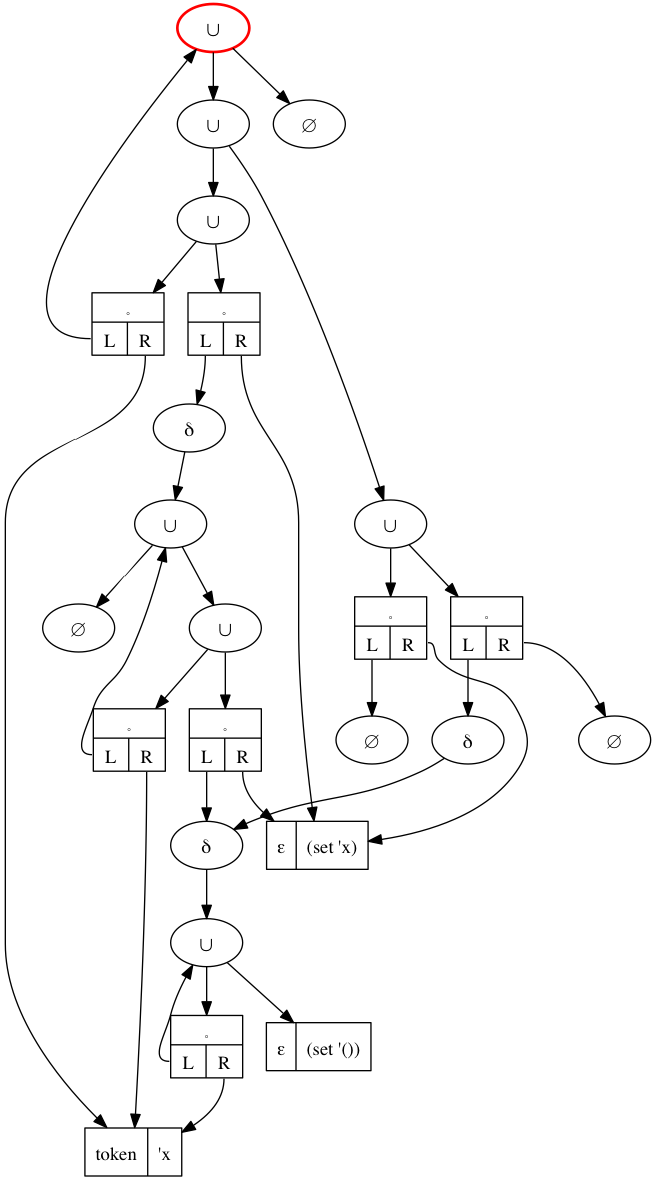 ∪
∪ ∅
∪
∘ ∘
L R L R
δ
∪ ∪
∘ ∘
L R L R
∅ ∪
∘ ∘
L R L R
∅ δ ∅
δ ε (set 'x)
∪
∘
L R
ε (set '())
token 'x